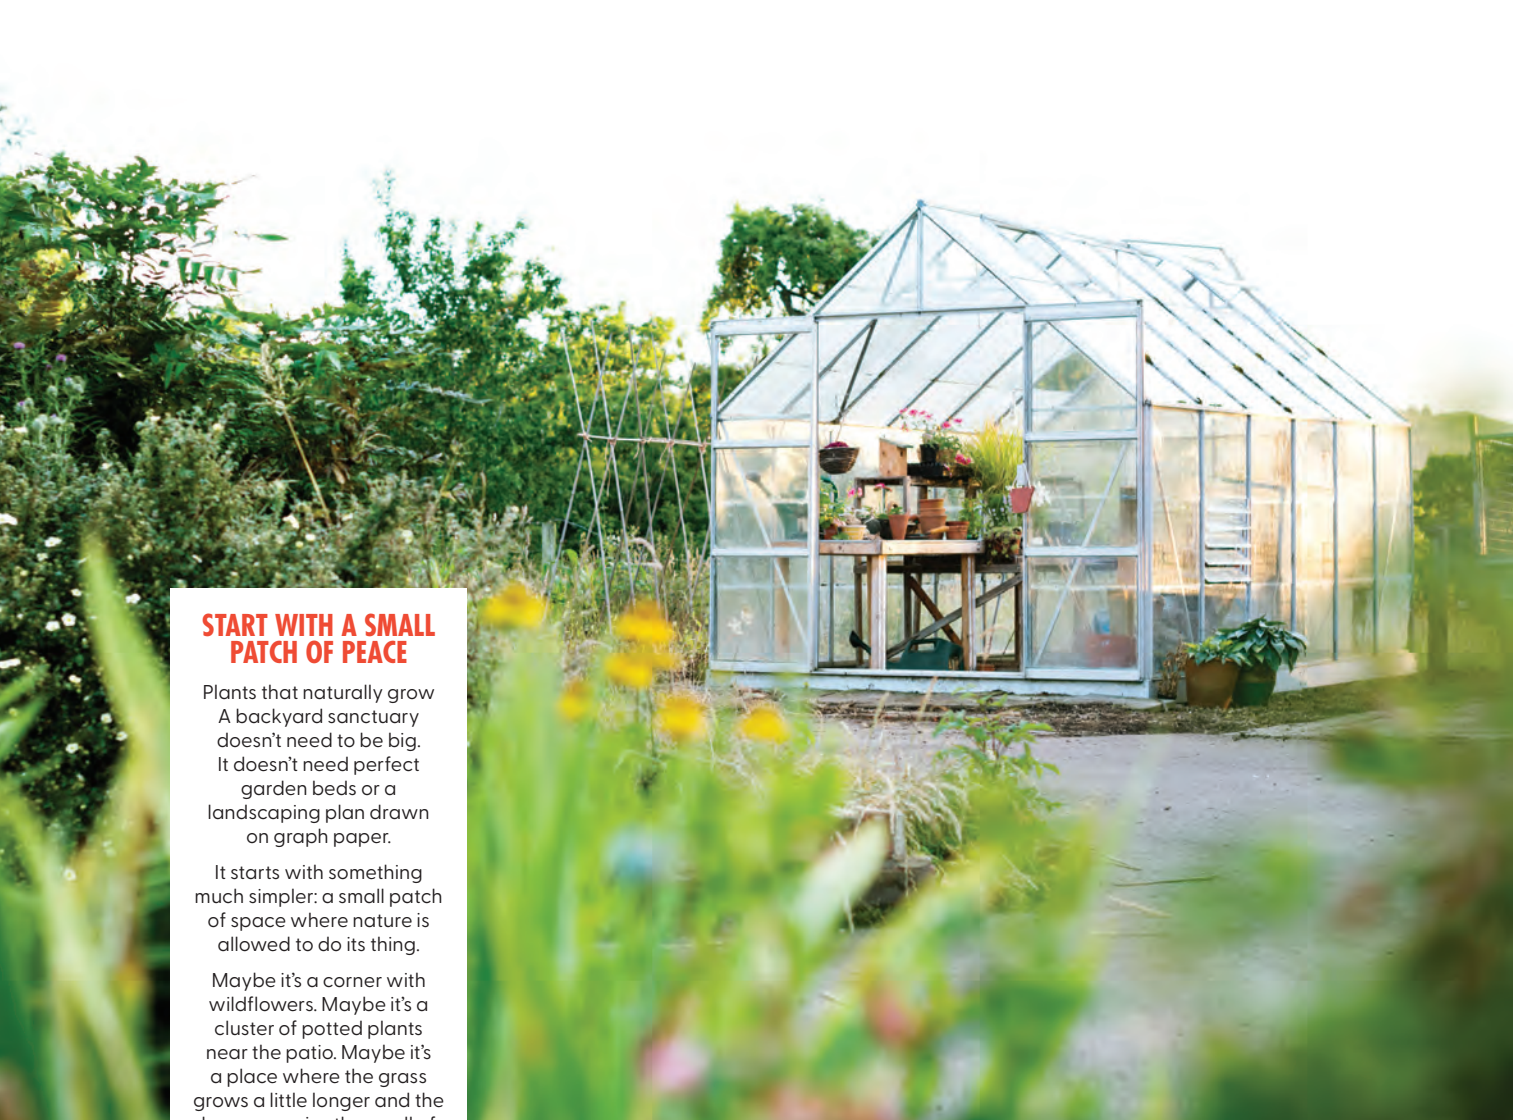 START WITH A SMALL
PATCH OF PEACE
Plants that naturally grow
A backyard sanctuary
doesn't need to be big.
It doesn't need perfect
garden beds or a
landscaping plan drawn
on graph paper.
It starts with something
much simpler: a small patch
of space where nature is
allowed to do its thing.
Maybe it's a corner with
wildflowers. Maybe it's a
cluster of potted plants
near the patio. Maybe it's
a place where the grass
grows a little longer and the